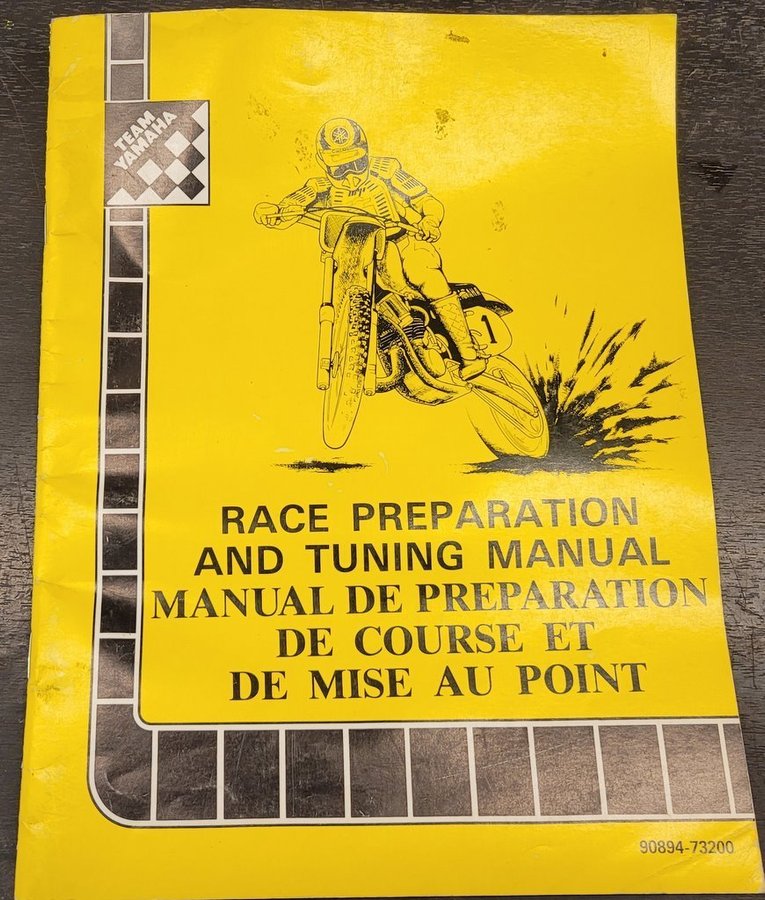 TEAM
YAMAHA
1
RACE PREPARATION
AND TUNING MANUAL
MANUAL DE PREPARATION
DE COURSE ET
DE MISE AU POINT
90894-73200